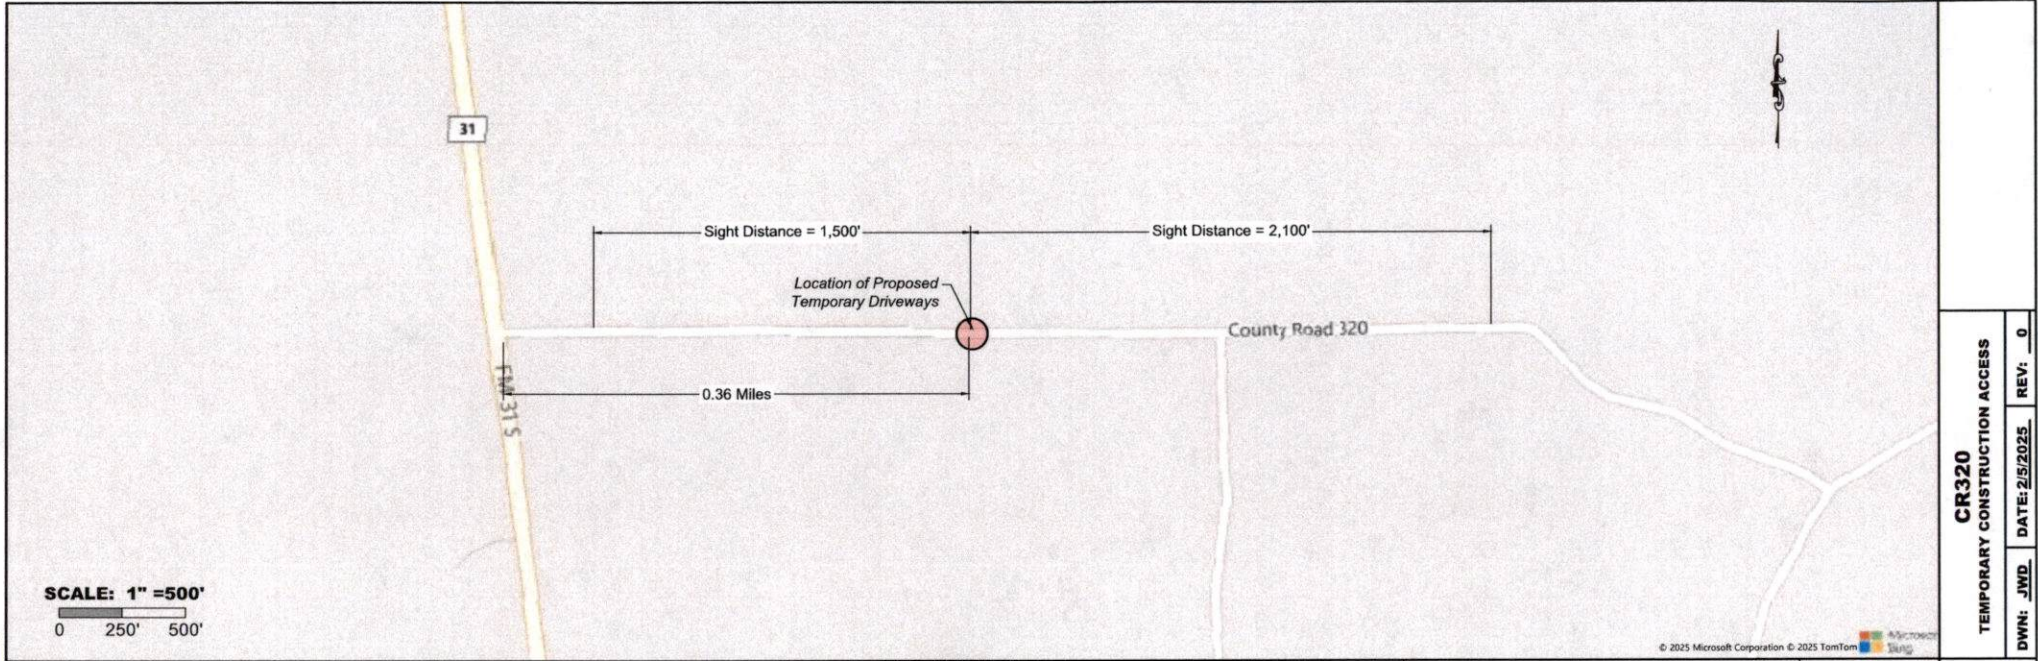 31
Sight Distance = 1,500'
Sight Distance = 2,100'
Location of Proposed
Temporary Driveways
County Road 320
0.36 Miles
FM 31 S
SCALE: 1" =500'
0 250' 500'
© 2025 Microsoft Corporation © 2025 TomTom
Microsoft
Bing
CR320
TEMPORARY CONSTRUCTION ACCESS
DWN: JWD DATE: 2/5/2025 REV: 0